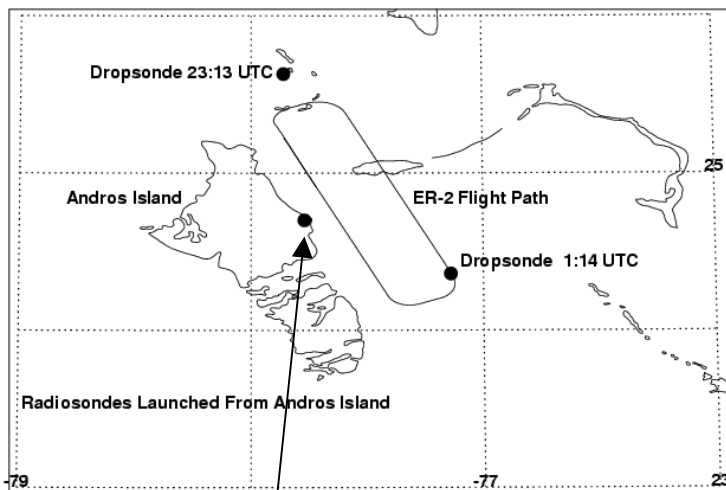 Dropsonde 23:13 UTC
25
Andros Island
ER-2 Flight Path
Dropsonde 1:14 UTC
Radiosondes Launched From Andros Island
-79
-77
23